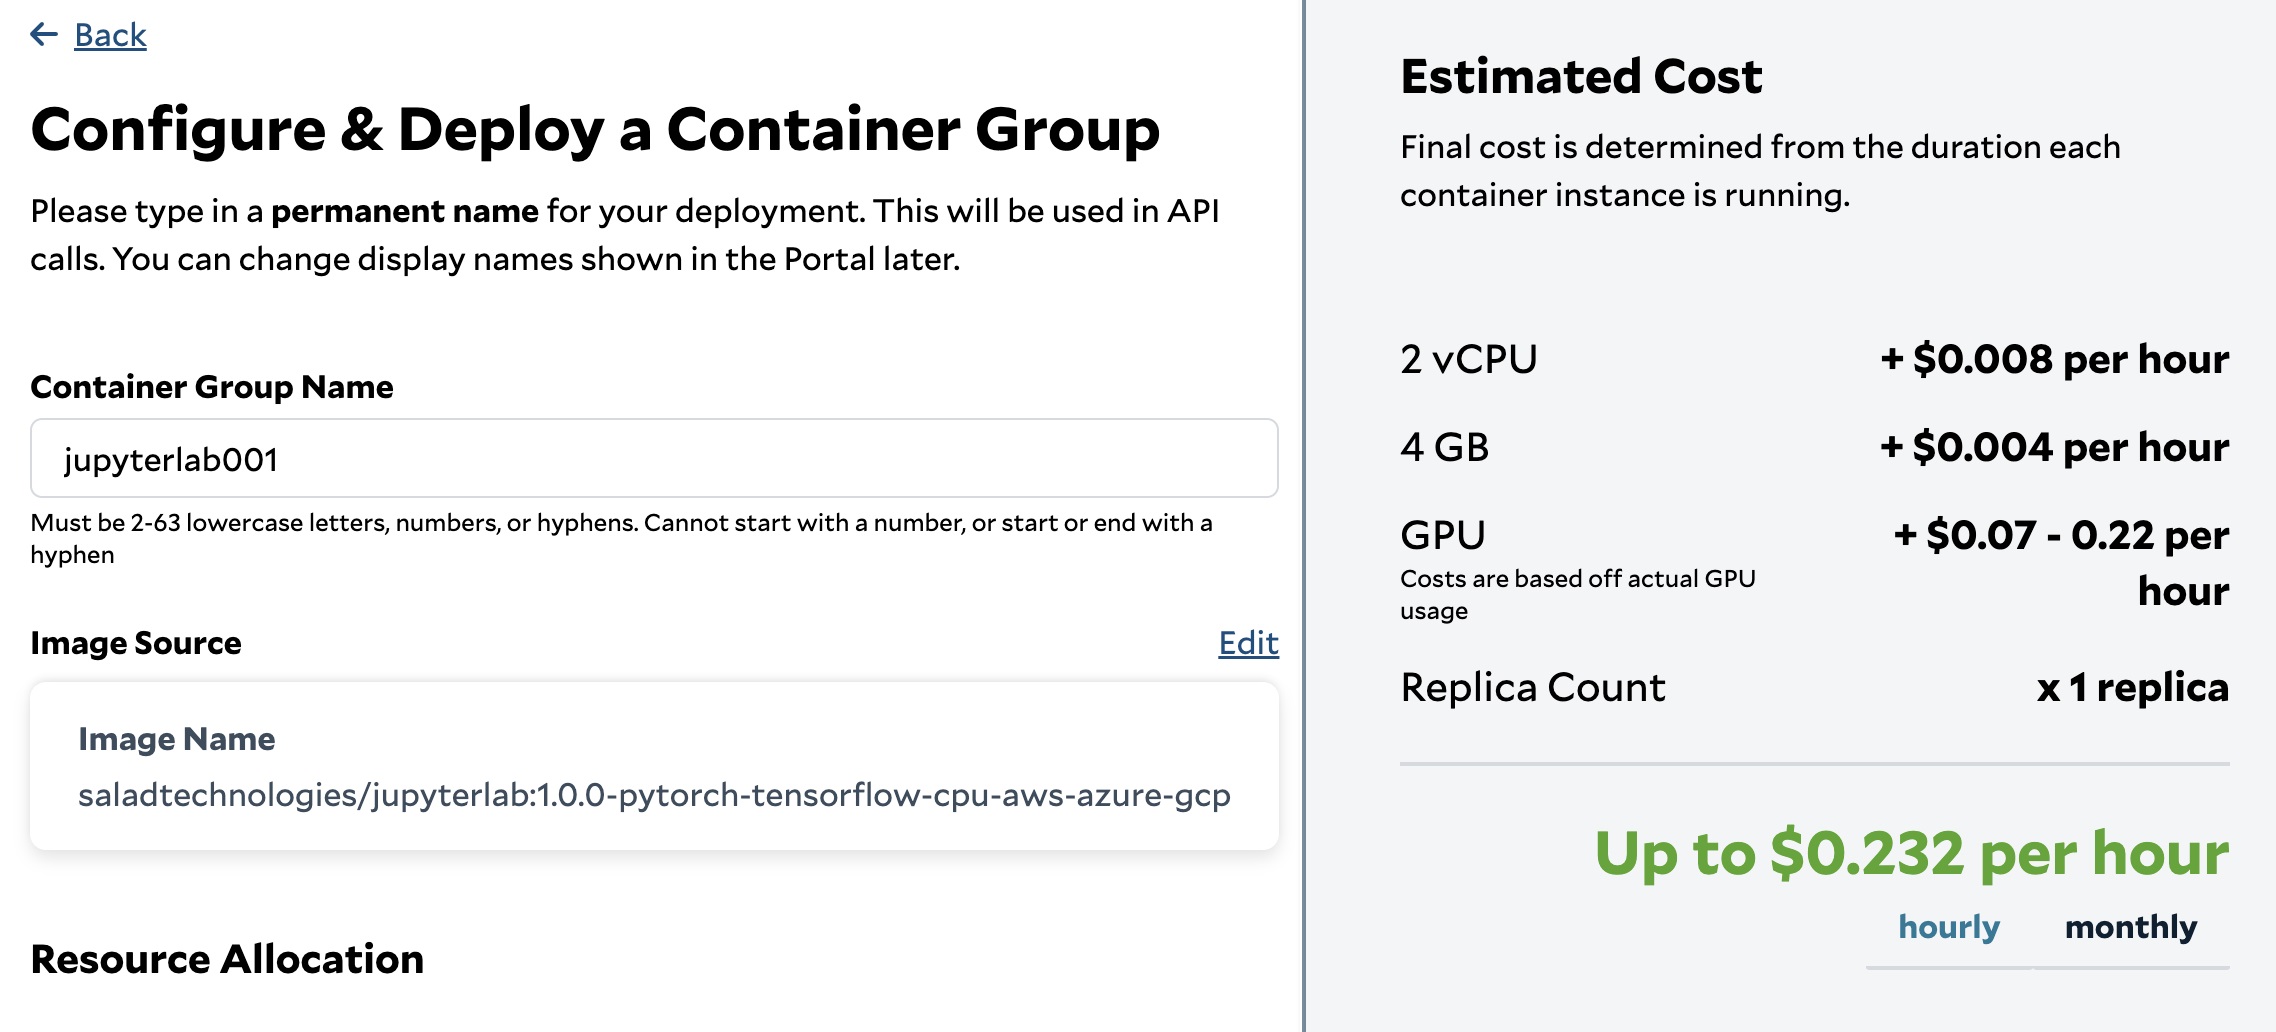 Back
Configure & Deploy a Container Group
Please type in a permanent name for your deployment. This will be used in API
calls. You can change display names shown in the Portal later.
Container Group Name
jupyterlab001
Must be 2-63 lowercase letters, numbers, or hyphens. Cannot start with a number, or start or end with a
hyphen
Image Source
Edit
Image Name
saladtechnologies/jupyterlab:1.0.0-pytorch-tensorflow-cpu-aws-azure-gcp
Resource Allocation
Estimated Cost
Final cost is determined from the duration each
container instance is running.
2 vCPU
+ $0.008 per hour
4 GB
+ $0.004 per hour
GPU
+ $0.07 - 0.22 per
hour
Costs are based off actual GPU
usage
Replica Count
x 1 replica
Up to $0.232 per hour
hourly
monthly